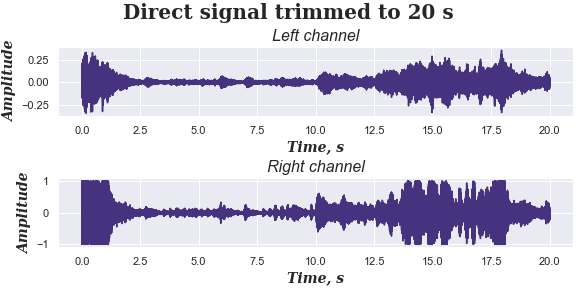 Direct signal trimmed to 20 s
Left channel
Amplitude
0.25
0.00
−0.25
0.0 2.5 5.0 7.5 10.0 12.5 15.0 17.5 20.0
Time, s
Right channel
Amplitude
1
0
−1
0.0 2.5 5.0 7.5 10.0 12.5 15.0 17.5 20.0
Time, s